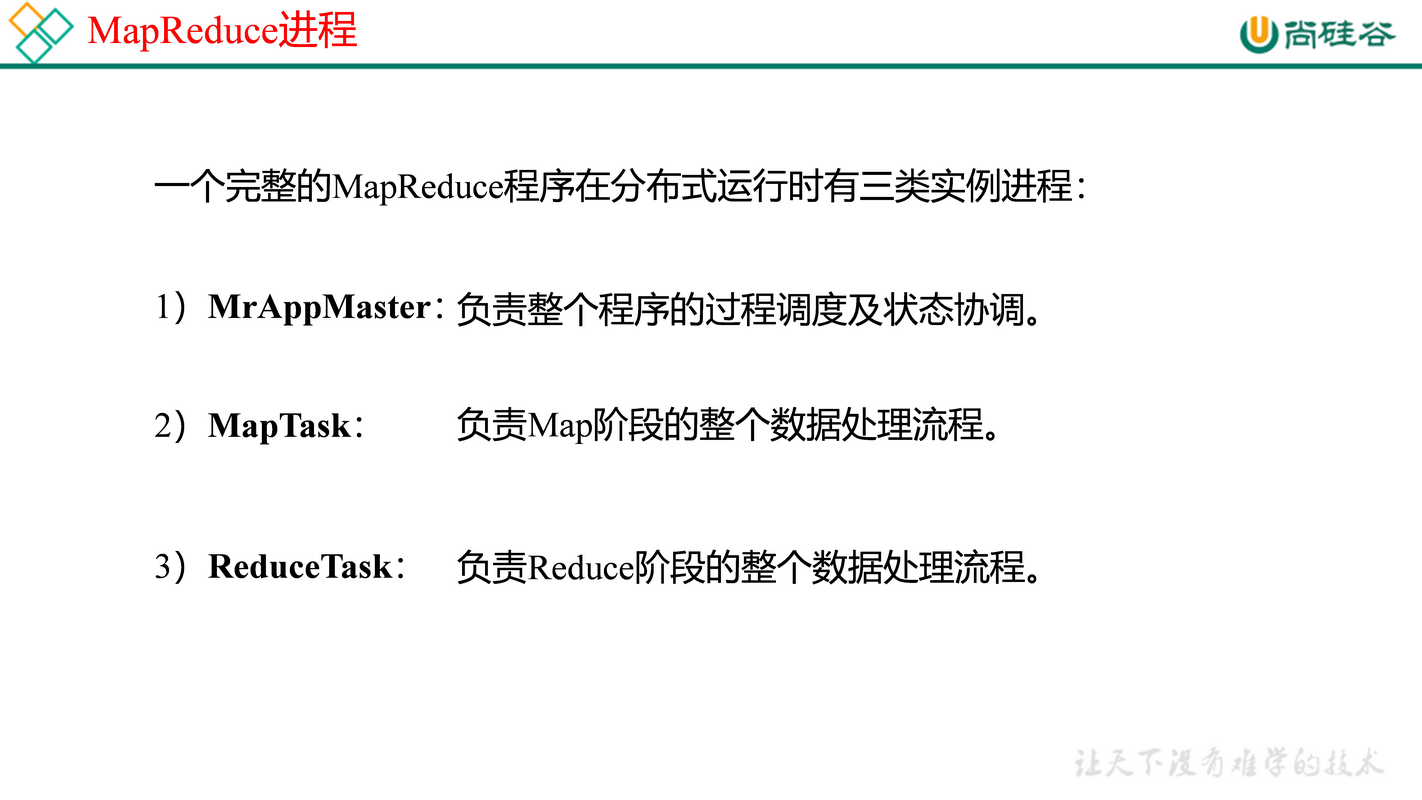 MapReduce进程
尚硅谷
一个完整的MapReduce程序在分布式运行时有三类实例进程：
1）MrAppMaster：负责整个程序的过程调度及状态协调。
2）MapTask： 负责Map阶段的整个数据处理流程。
3）ReduceTask： 负责Reduce阶段的整个数据处理流程。
让天下没有难学的技术